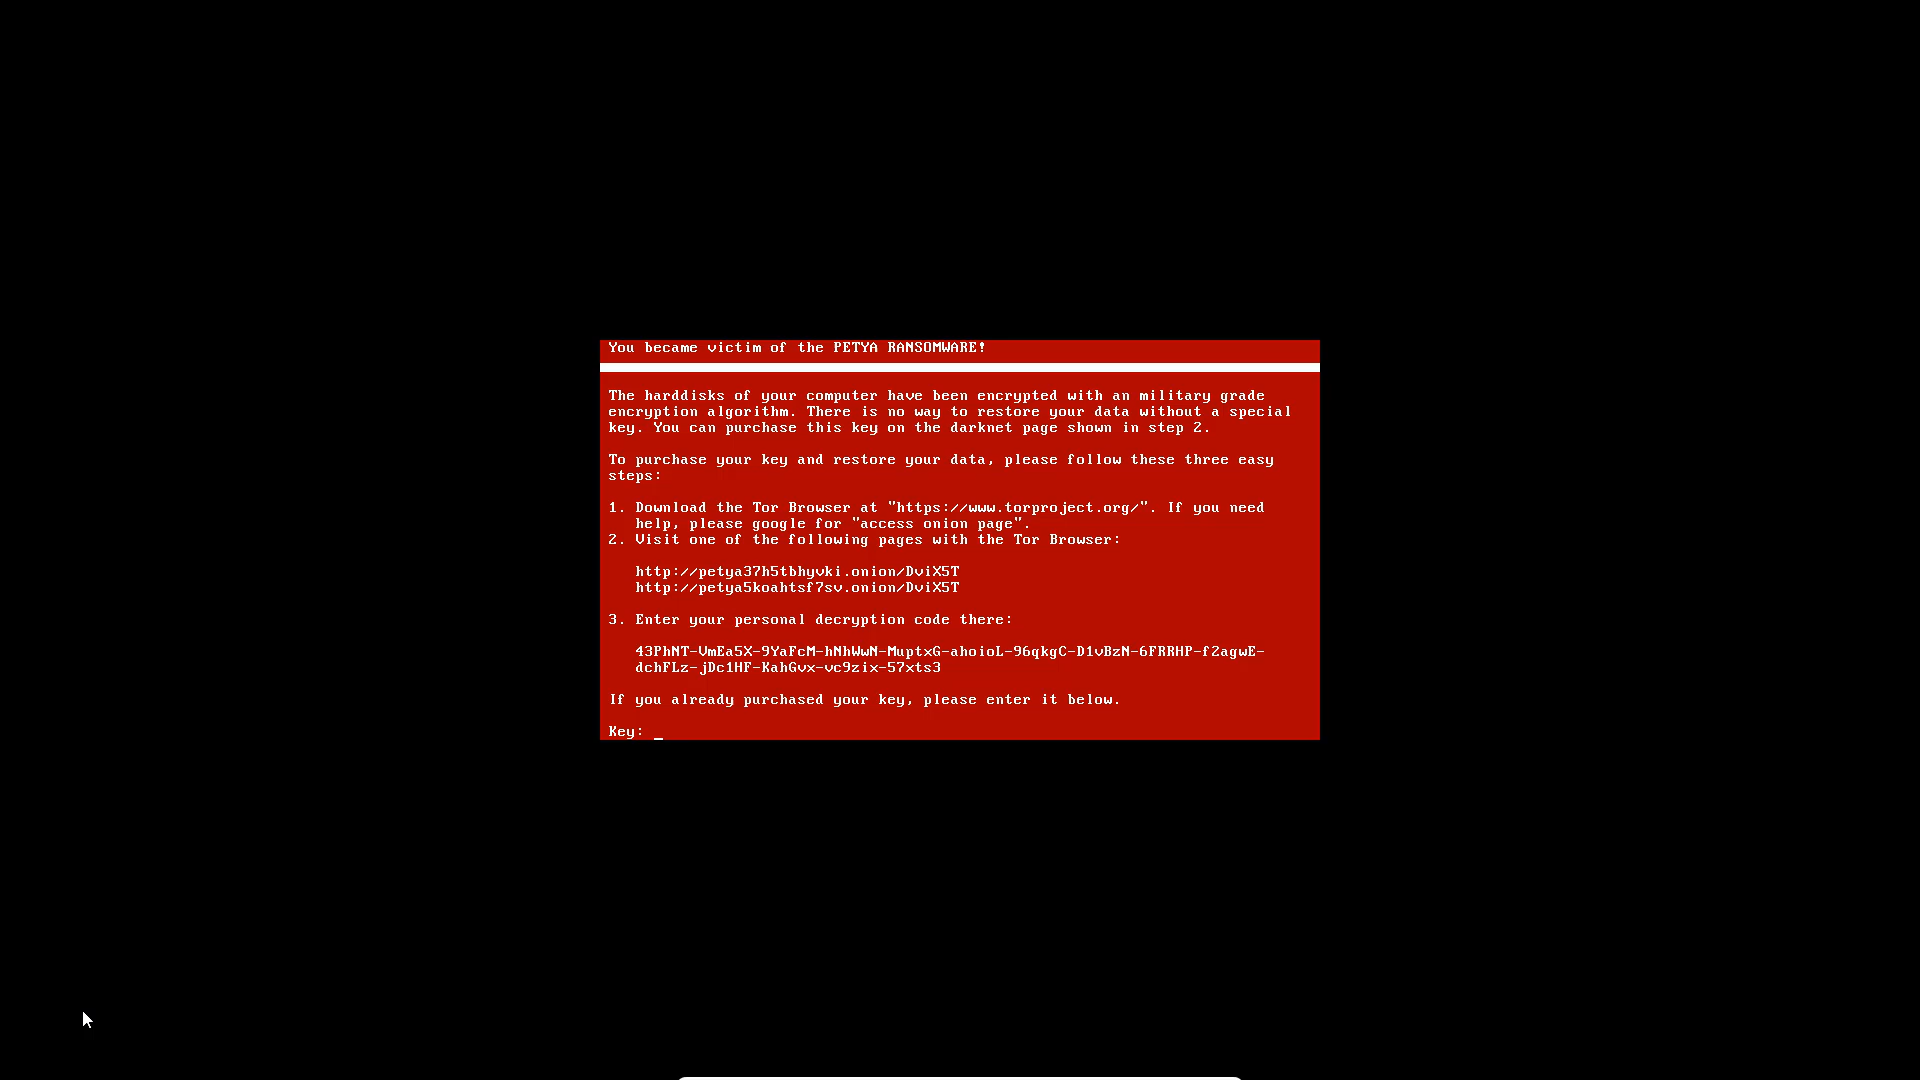 You became victim of the PETYA RANSOMWARE!
The harddisks of your computer have been encrypted with an military grade
encryption algorithm. There is no way to restore your data without a special
key. You can purchase this key on the darknet page shown in step 2.
To purchase your key and restore your data, please follow these three easy
steps:
1. Download the Tor Browser at "https://www.torproject.org/". If you need
help, please google for "access onion page".
2. Visit one of the following pages with the Tor Browser:
http://petya37h5tbhyvki.onion/DviX5T
http://petya5koahtsf7sv.onion/DviX5T
3. Enter your personal decryption code there:
43PhNT-VmEa5X-9YaFcM-hNhWwN-MuptxG-ahoioL-96qkgC-D1vBzN-6FRRHP-f2agwE-
dchFLz-jDc1HF-KahGvx-vc9zix-57xts3
If you already purchased your key, please enter it below.
Key: _